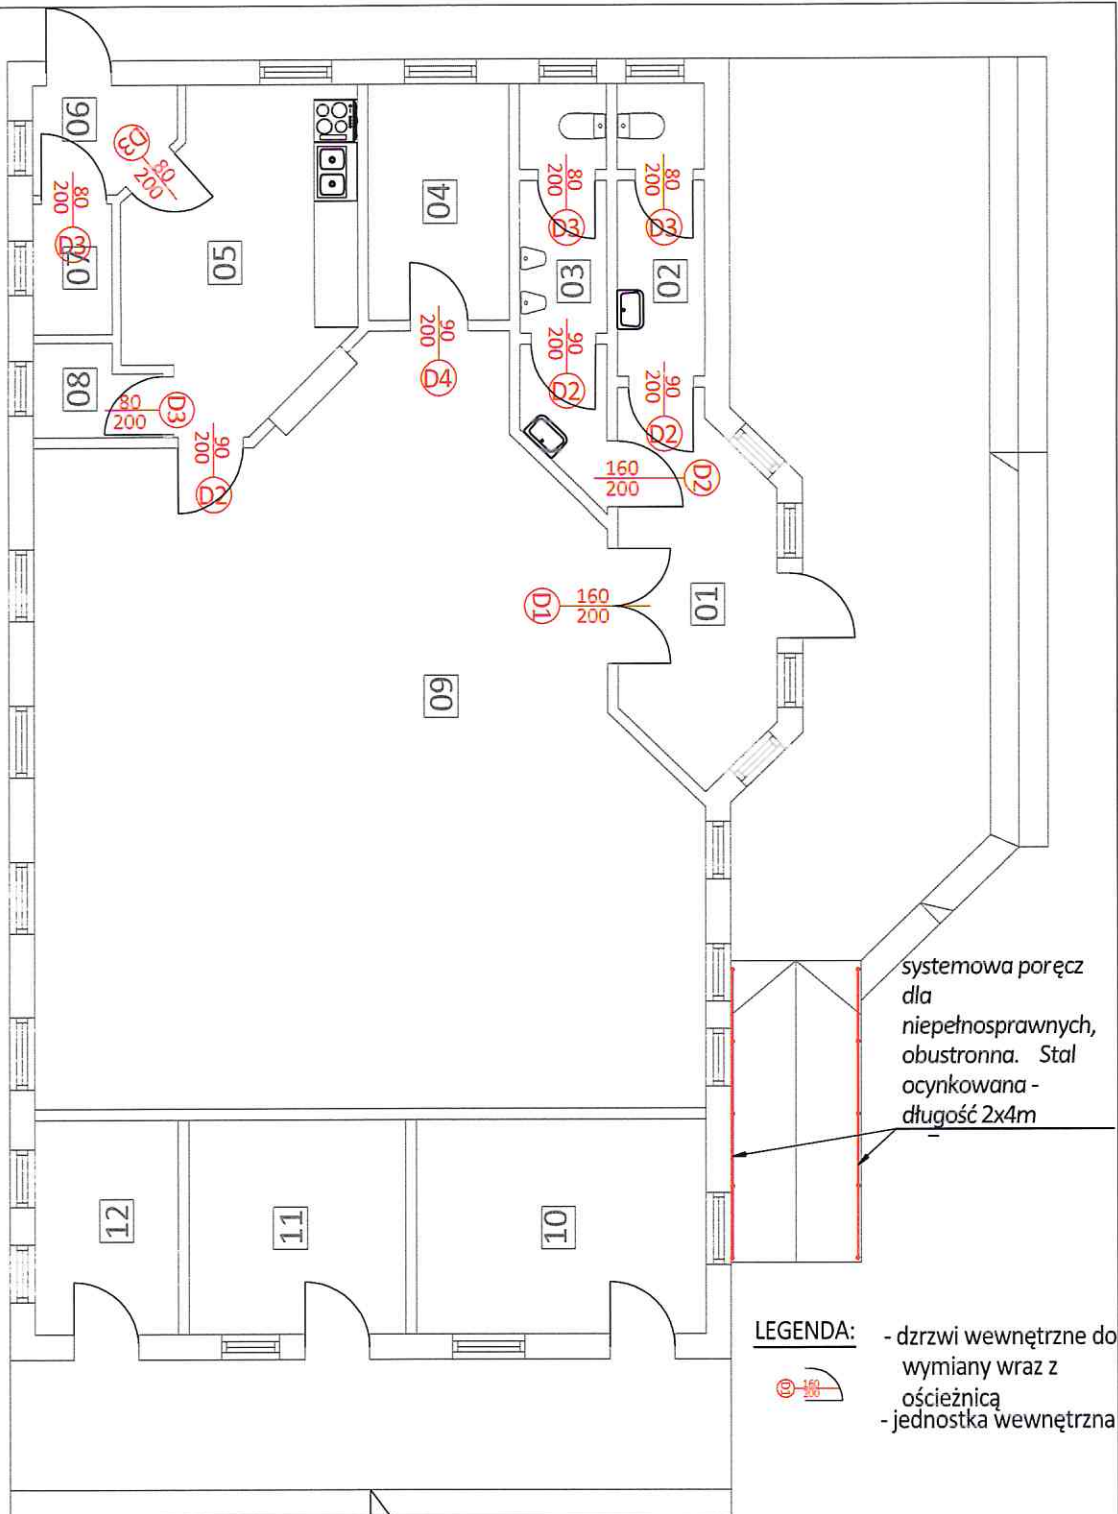 06
D3
80
200
80
200
D3
07
05
04
80
200
D3
03
80
200
D3
02
90
200
D4
90
200
D2
90
200
D2
08
80
200
D3
90
200
D2
160
200
D2
D1
160
200
01
09
systemowa poręcz
dla
niepełnosprawnych,
obustronna. Stal
ocynkowana -
długość 2x4m
12
11
10
LEGENDA:
- dzrzwi wewnętrzne do
wymiany wraz z
ościeżnicą
- jednostka wewnętrzna
D1
160
200